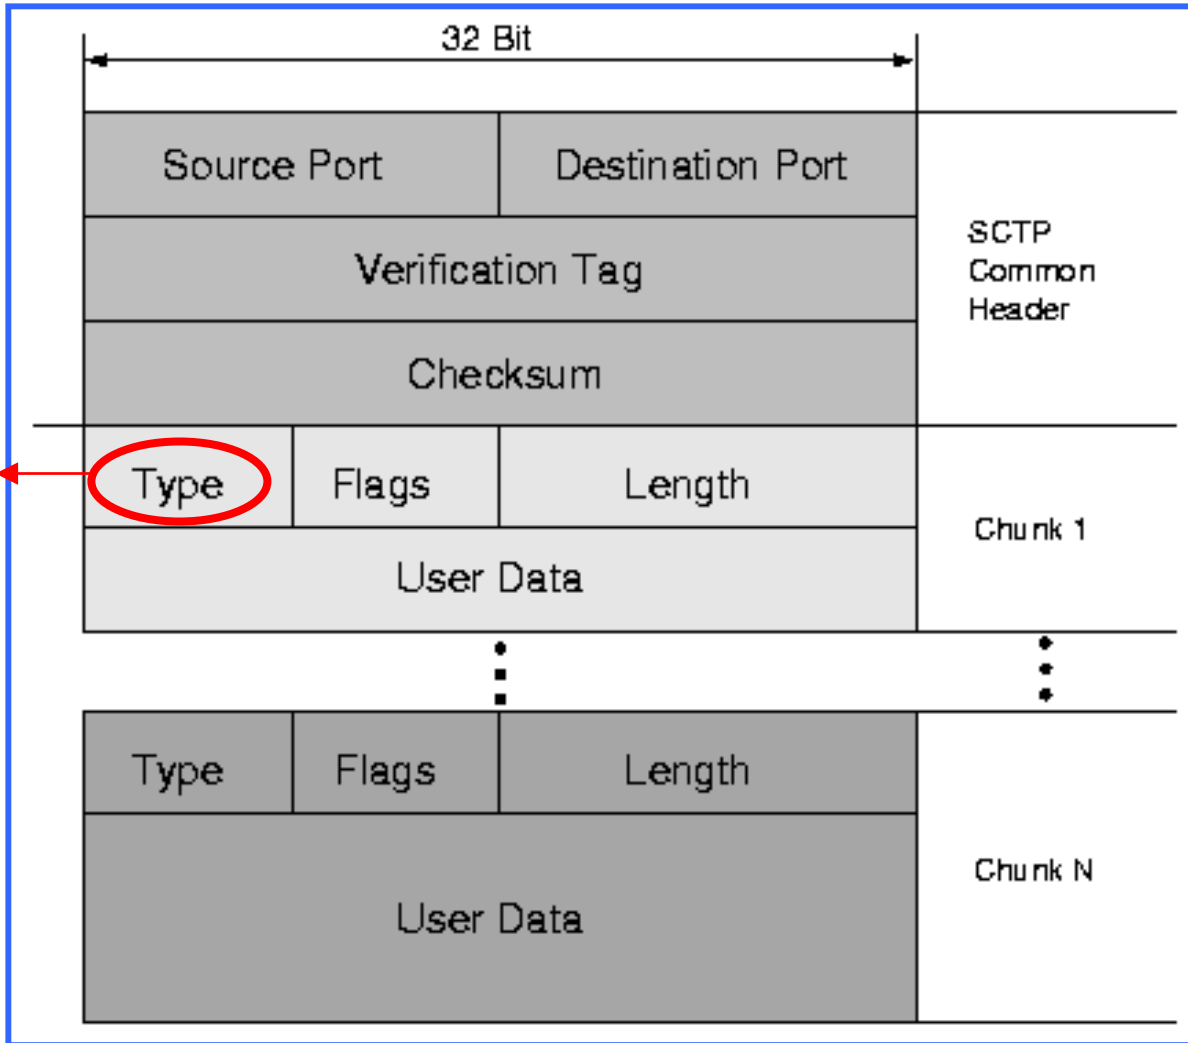 32 Bit
Source Port
Destination Port
Verification Tag
SCTP
Common
Header
Checksum
Type
Flags
Length
Chunk 1
User Data
Type
Flags
Length
Chunk N
User Data